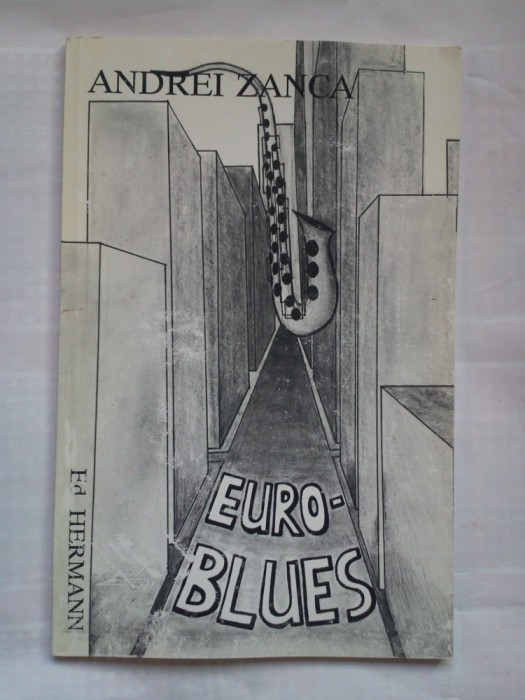 ANDREI ZANCA
EURO-
BLUES
Ed HERMANN